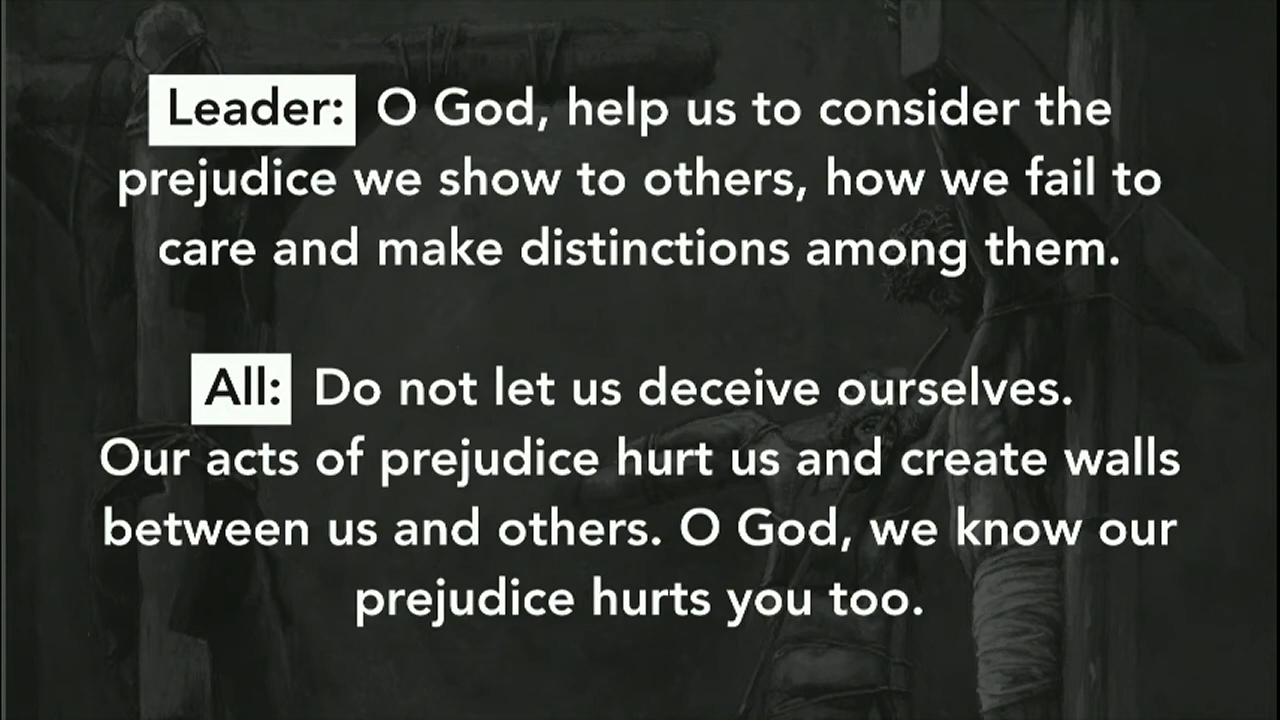 Leader: O God, help us to consider the
prejudice we show to others, how we fail to
care and make distinctions among them.
All: Do not let us deceive ourselves.
Our acts of prejudice hurt us and create walls
between us and others. O God, we know our
prejudice hurts you too.